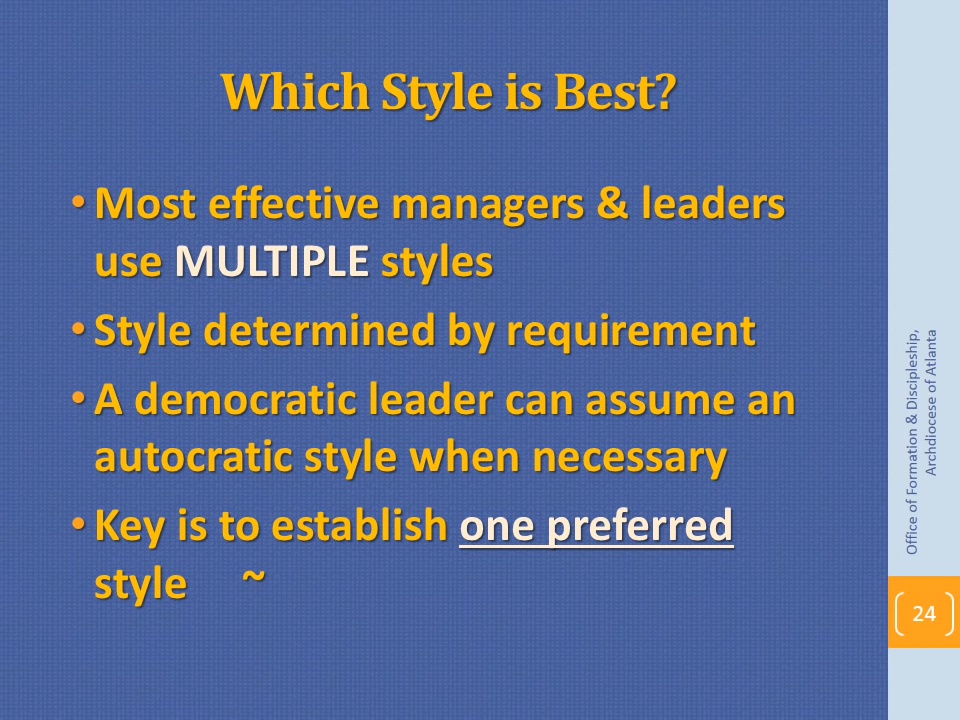 Which Style is Best?
• Most effective managers & leaders
use MULTIPLE styles
• Style determined by requirement
• A democratic leader can assume an
autocratic style when necessary
• Key is to establish one preferred
style ~
Office of Formation & Discipleship,
Archdiocese of Atlanta
24